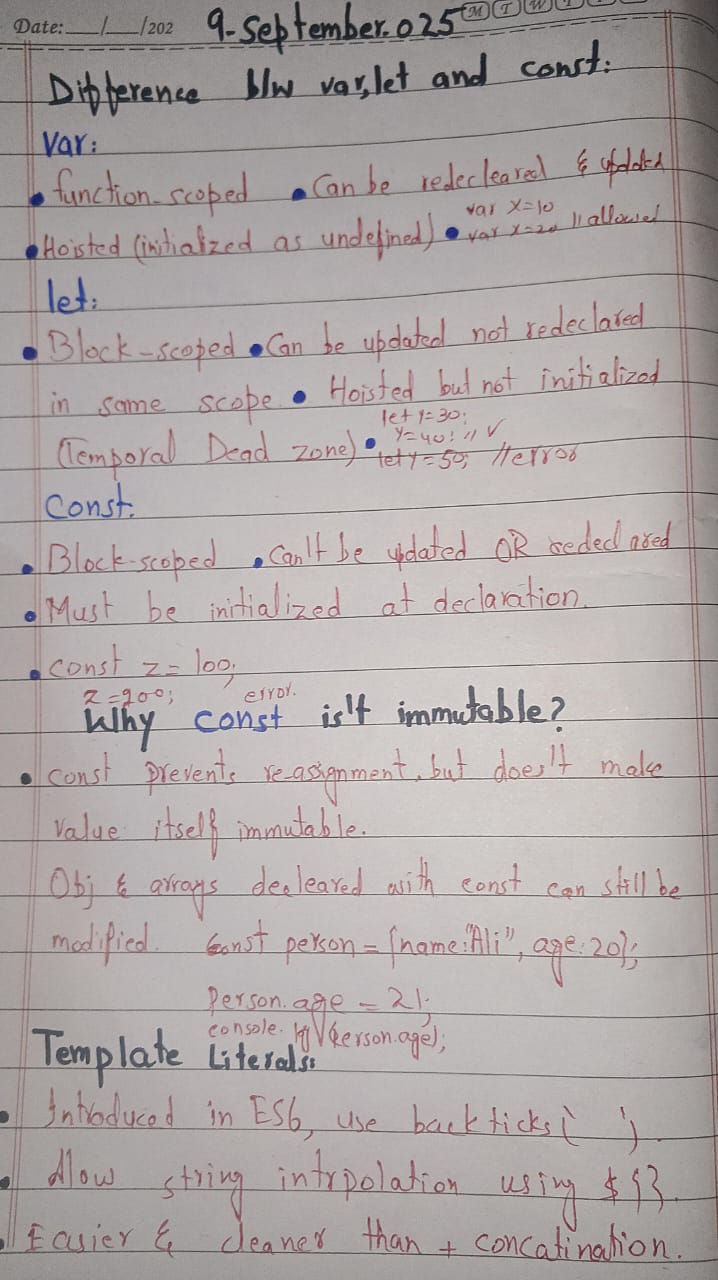 Date: __/__/202 9-September.025 M T W
Difference b/w var,let and const:
Var:
• function-scoped • Can be redecleared & updated
• Hoisted (initialized as undefined) • var x=10
var x=20 // allowed
let:
• Block-scoped • Can be updated not redeclared
in same scope. • Hoisted but not initialized
(Temporal Dead zone) • let y=30;
y=40; // ✓
let y=50; // error
Const:
• Block-scoped • Can't be updated OR redeclared
• Must be initialized at declaration.
• const z=100;
z=200; error.
Why const is't immutable?
• const prevents re-assignment, but does't make
value itself immutable.
Obj & arrays decleared with const can still be
modified. Const person = {name:"Ali", age:20};
Person.age = 21;
console.log(Person.age);
Template Literals:
• Introduced in ES6, use back ticks (` `).
• Allow string intrpolation using ${}.
• Easier & cleaner than + concatination.